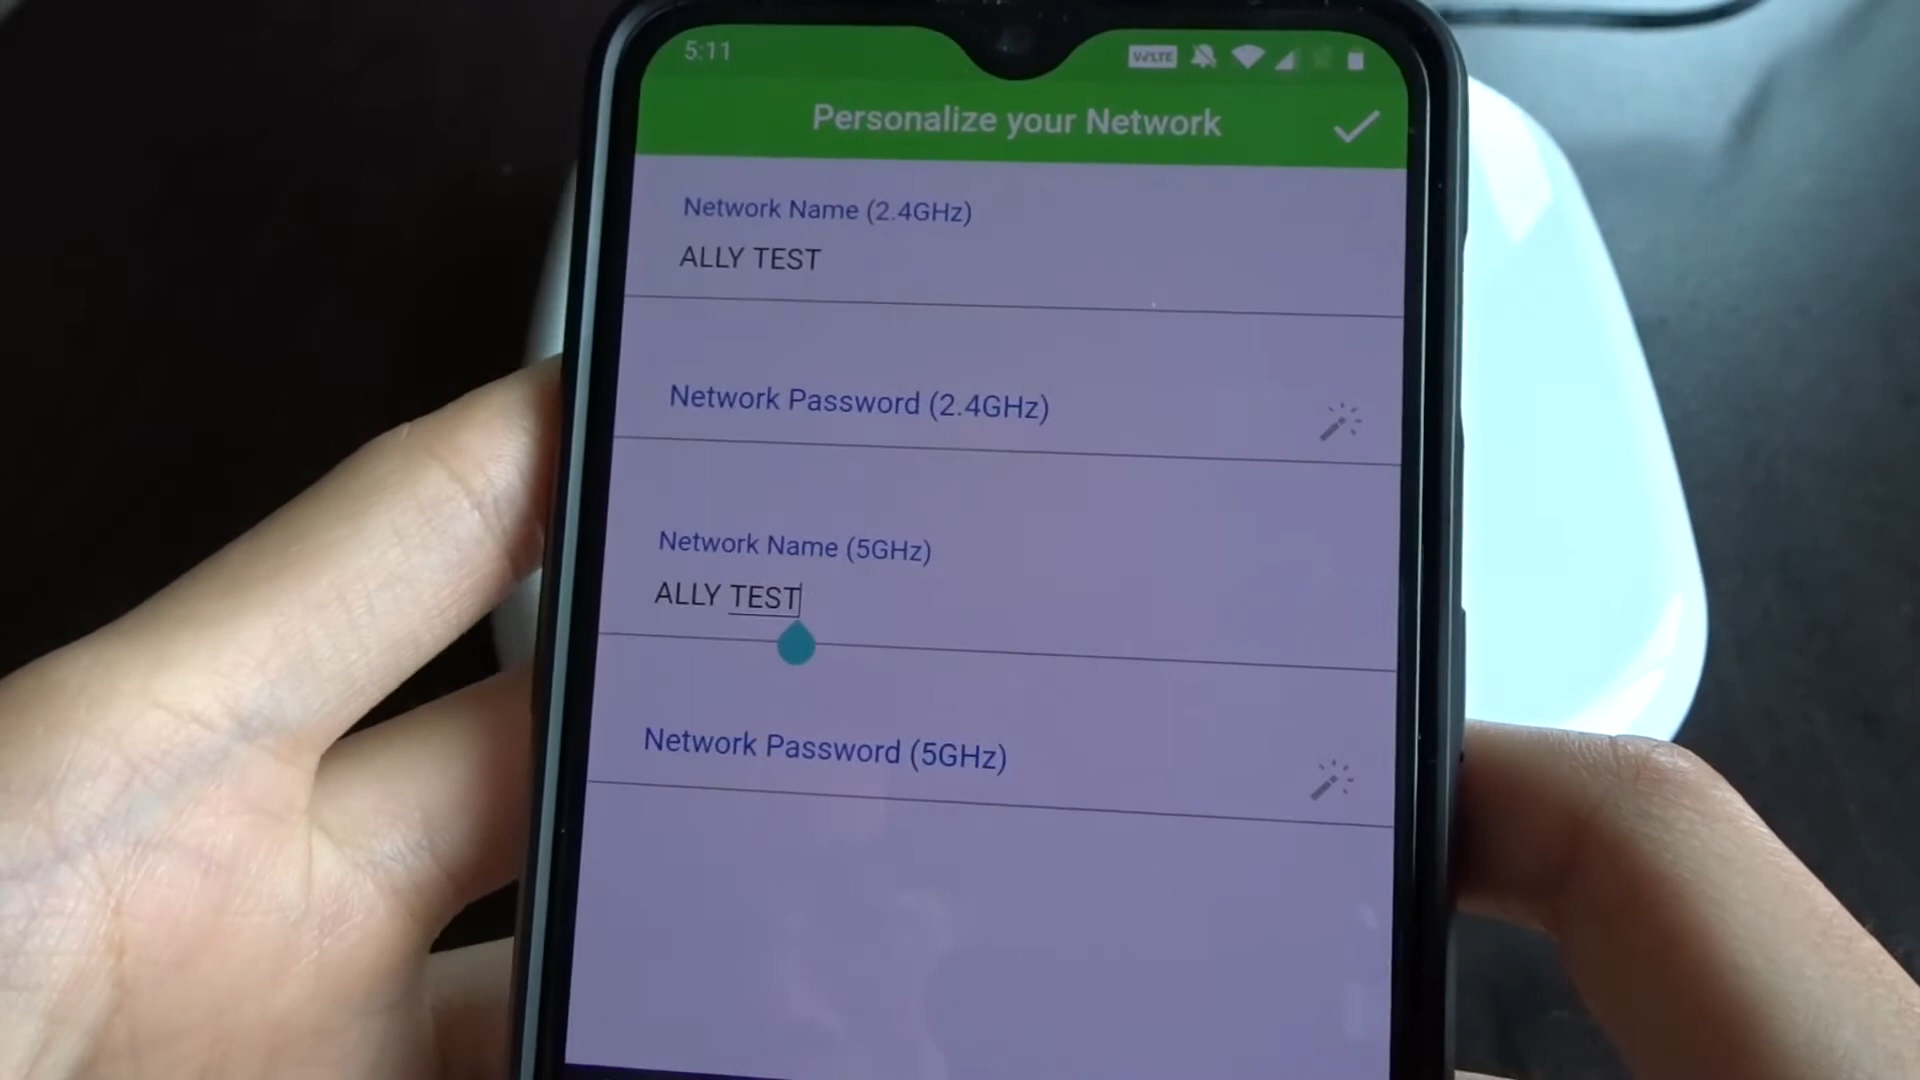 5:11
VoLTE
Personalize your Network
Network Name (2.4GHz)
ALLY TEST
Network Password (2.4GHz)
Network Name (5GHz)
ALLY TEST
Network Password (5GHz)